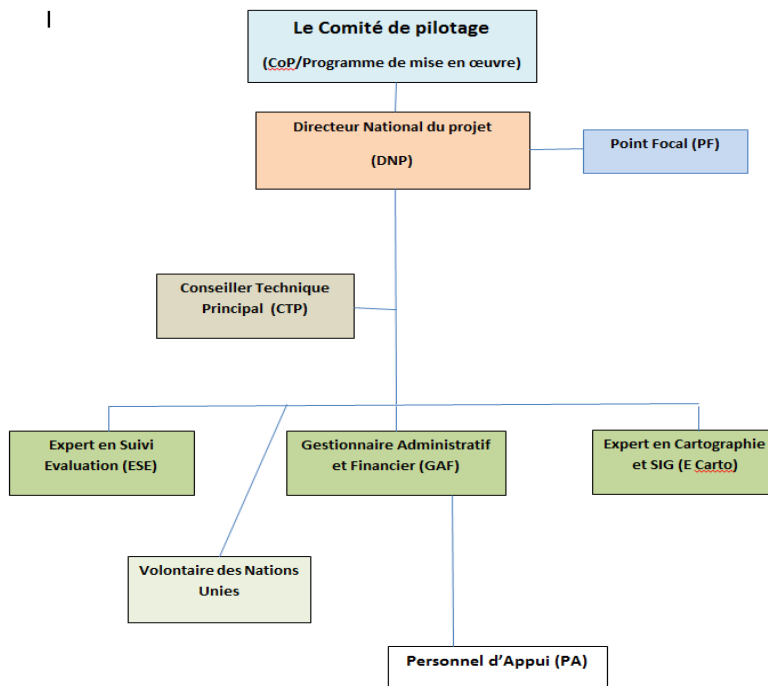 Le Comité de pilotage
(CoP/Programme de mise en œuvre)
Directeur National du projet
(DNP)
Point Focal (PF)
Conseiller Technique
Principal (CTP)
Expert en Suivi
Evaluation (ESE)
Gestionnaire Administratif
et Financier (GAF)
Expert en Cartographie
et SIG (E Carto)
Volontaire des Nations
Unies
Personnel d’Appui (PA)